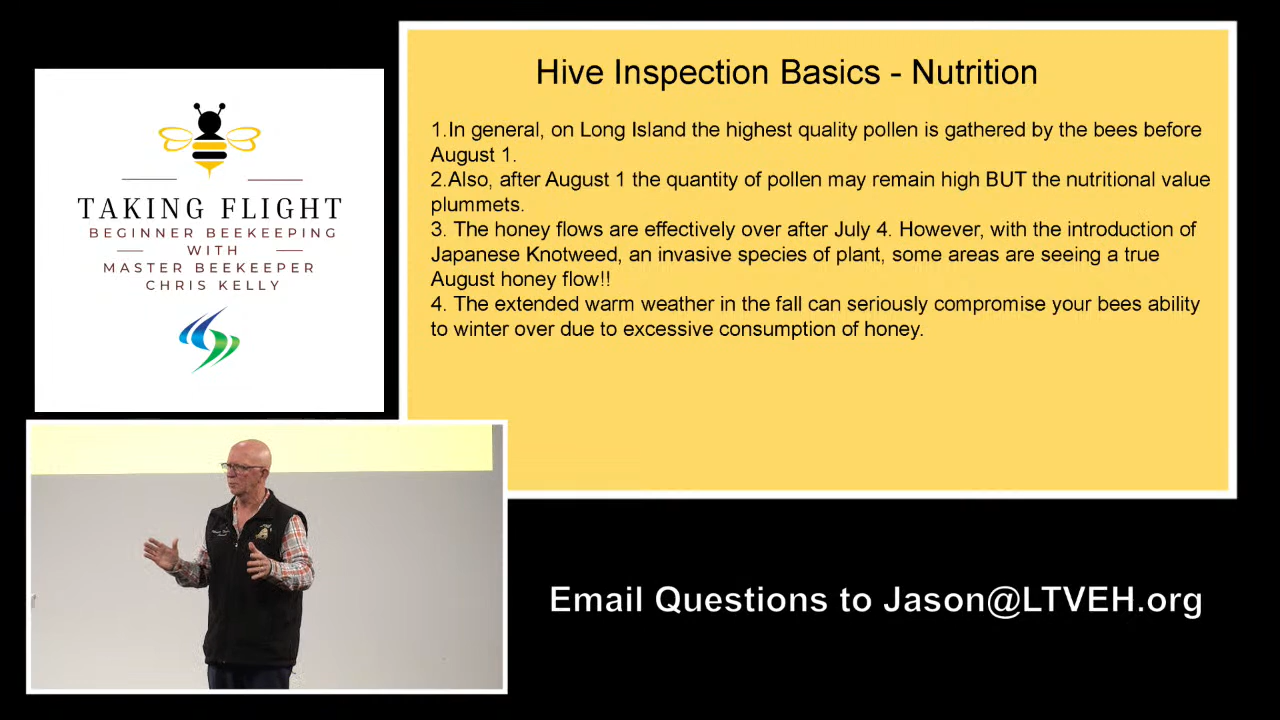 TAKING FLIGHT
BEGINNER BEEKEEPING
WITH
MASTER BEEKEEPER
CHRIS KELLY
Hive Inspection Basics - Nutrition
1.In general, on Long Island the highest quality pollen is gathered by the bees before
August 1.
2.Also, after August 1 the quantity of pollen may remain high BUT the nutritional value
plummets.
3. The honey flows are effectively over after July 4. However, with the introduction of
Japanese Knotweed, an invasive species of plant, some areas are seeing a true
August honey flow!!
4. The extended warm weather in the fall can seriously compromise your bees ability
to winter over due to excessive consumption of honey.
Email Questions to Jason@LTVEH.org